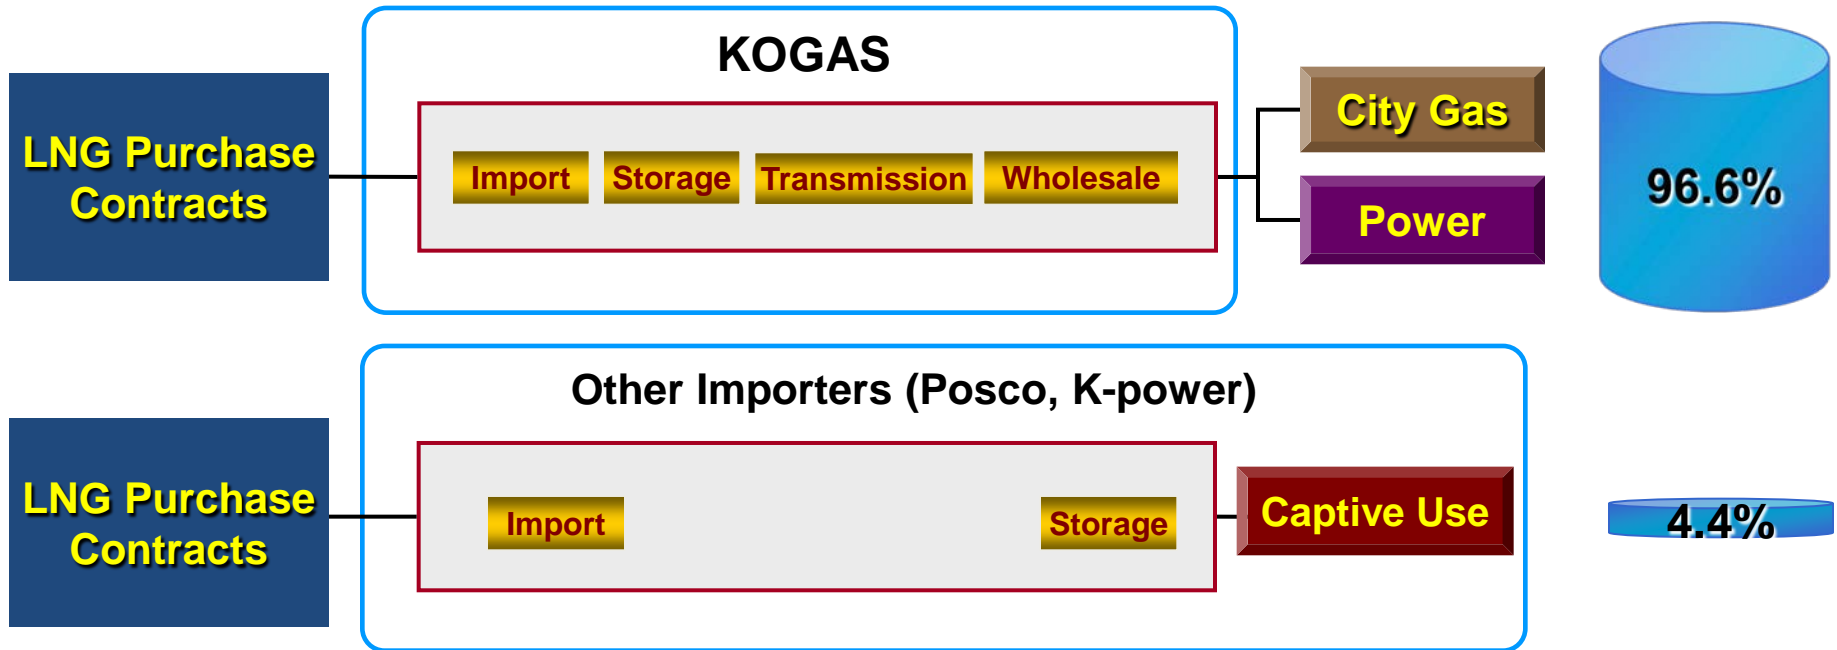 KOGAS
LNG Purchase
Contracts
Import
Storage
Transmission
Wholesale
City Gas
Power
96.6%
Other Importers (Posco, K-power)
LNG Purchase
Contracts
Import
Storage
Captive Use
4.4%